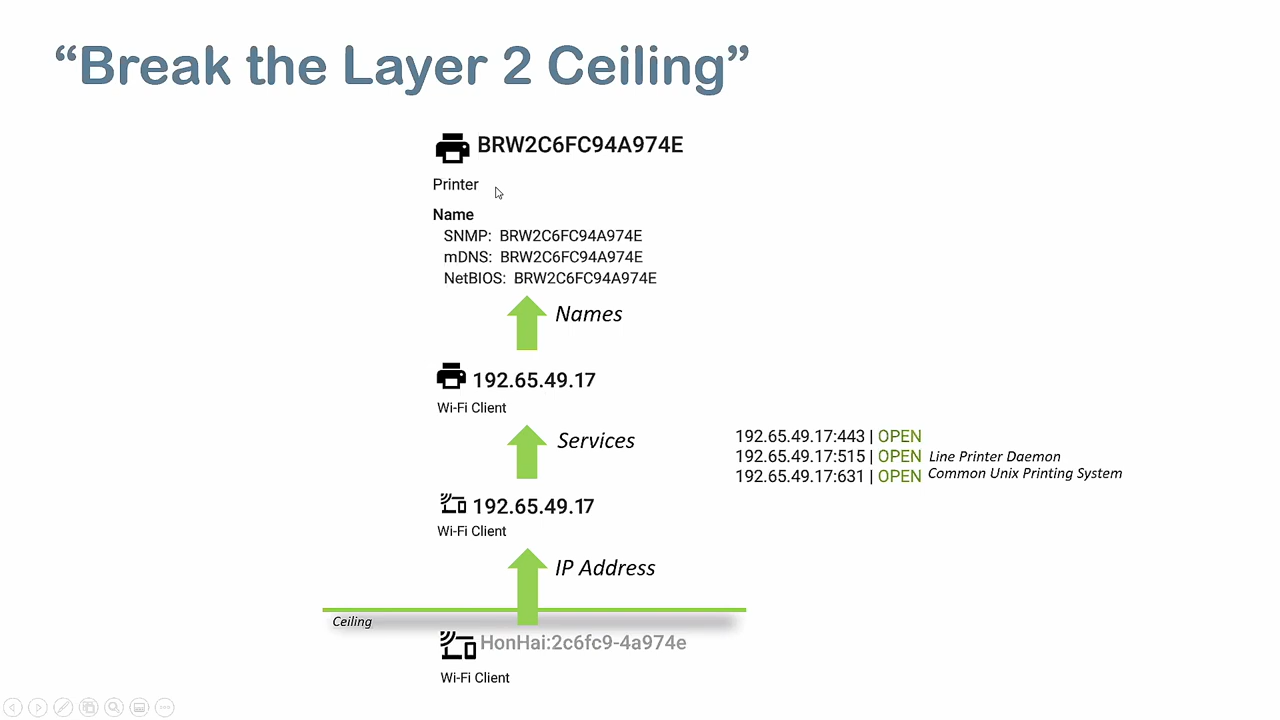 “Break the Layer 2 Ceiling”
BRW2C6FC94A974E
Printer
Name
SNMP: BRW2C6FC94A974E
mDNS: BRW2C6FC94A974E
NetBIOS: BRW2C6FC94A974E
Names
192.65.49.17
Wi-Fi Client
Services
192.65.49.17:443 | OPEN
192.65.49.17:515 | OPEN Line Printer Daemon
192.65.49.17:631 | OPEN Common Unix Printing System
192.65.49.17
Wi-Fi Client
IP Address
Ceiling
HonHai:2c6fc9-4a974e
Wi-Fi Client